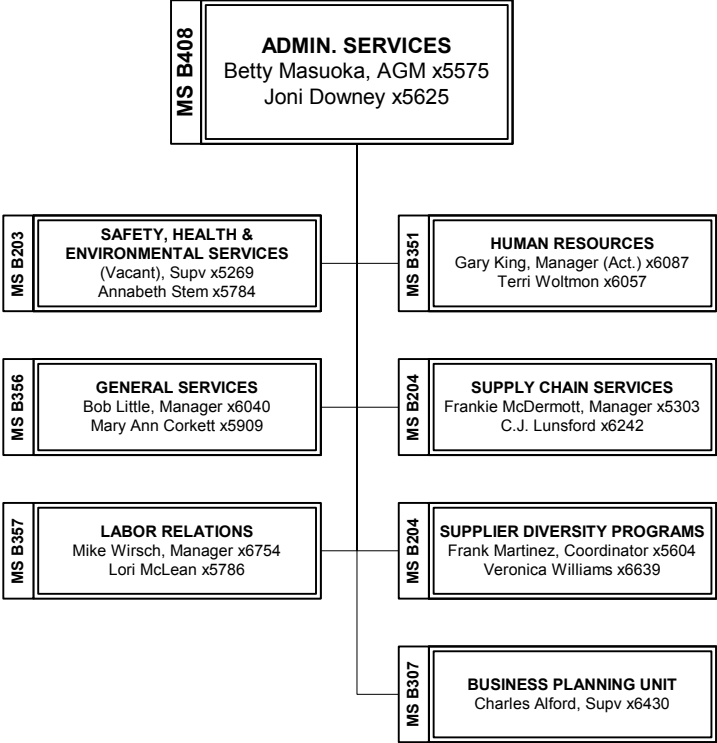 MS B408
ADMIN. SERVICES
Betty Masuoka, AGM x5575
Joni Downey x5625
MS B203
SAFETY, HEALTH &
ENVIRONMENTAL SERVICES
(Vacant), Supv x5269
Annabeth Stem x5784
MS B351
HUMAN RESOURCES
Gary King, Manager (Act.) x6087
Terri Woltmon x6057
MS B356
GENERAL SERVICES
Bob Little, Manager x6040
Mary Ann Corkett x5909
MS B204
SUPPLY CHAIN SERVICES
Frankie McDermott, Manager x5303
C.J. Lunsford x6242
MS B357
LABOR RELATIONS
Mike Wirsch, Manager x6754
Lori McLean x5786
MS B204
SUPPLIER DIVERSITY PROGRAMS
Frank Martinez, Coordinator x5604
Veronica Williams x6639
MS B307
BUSINESS PLANNING UNIT
Charles Alford, Supv x6430